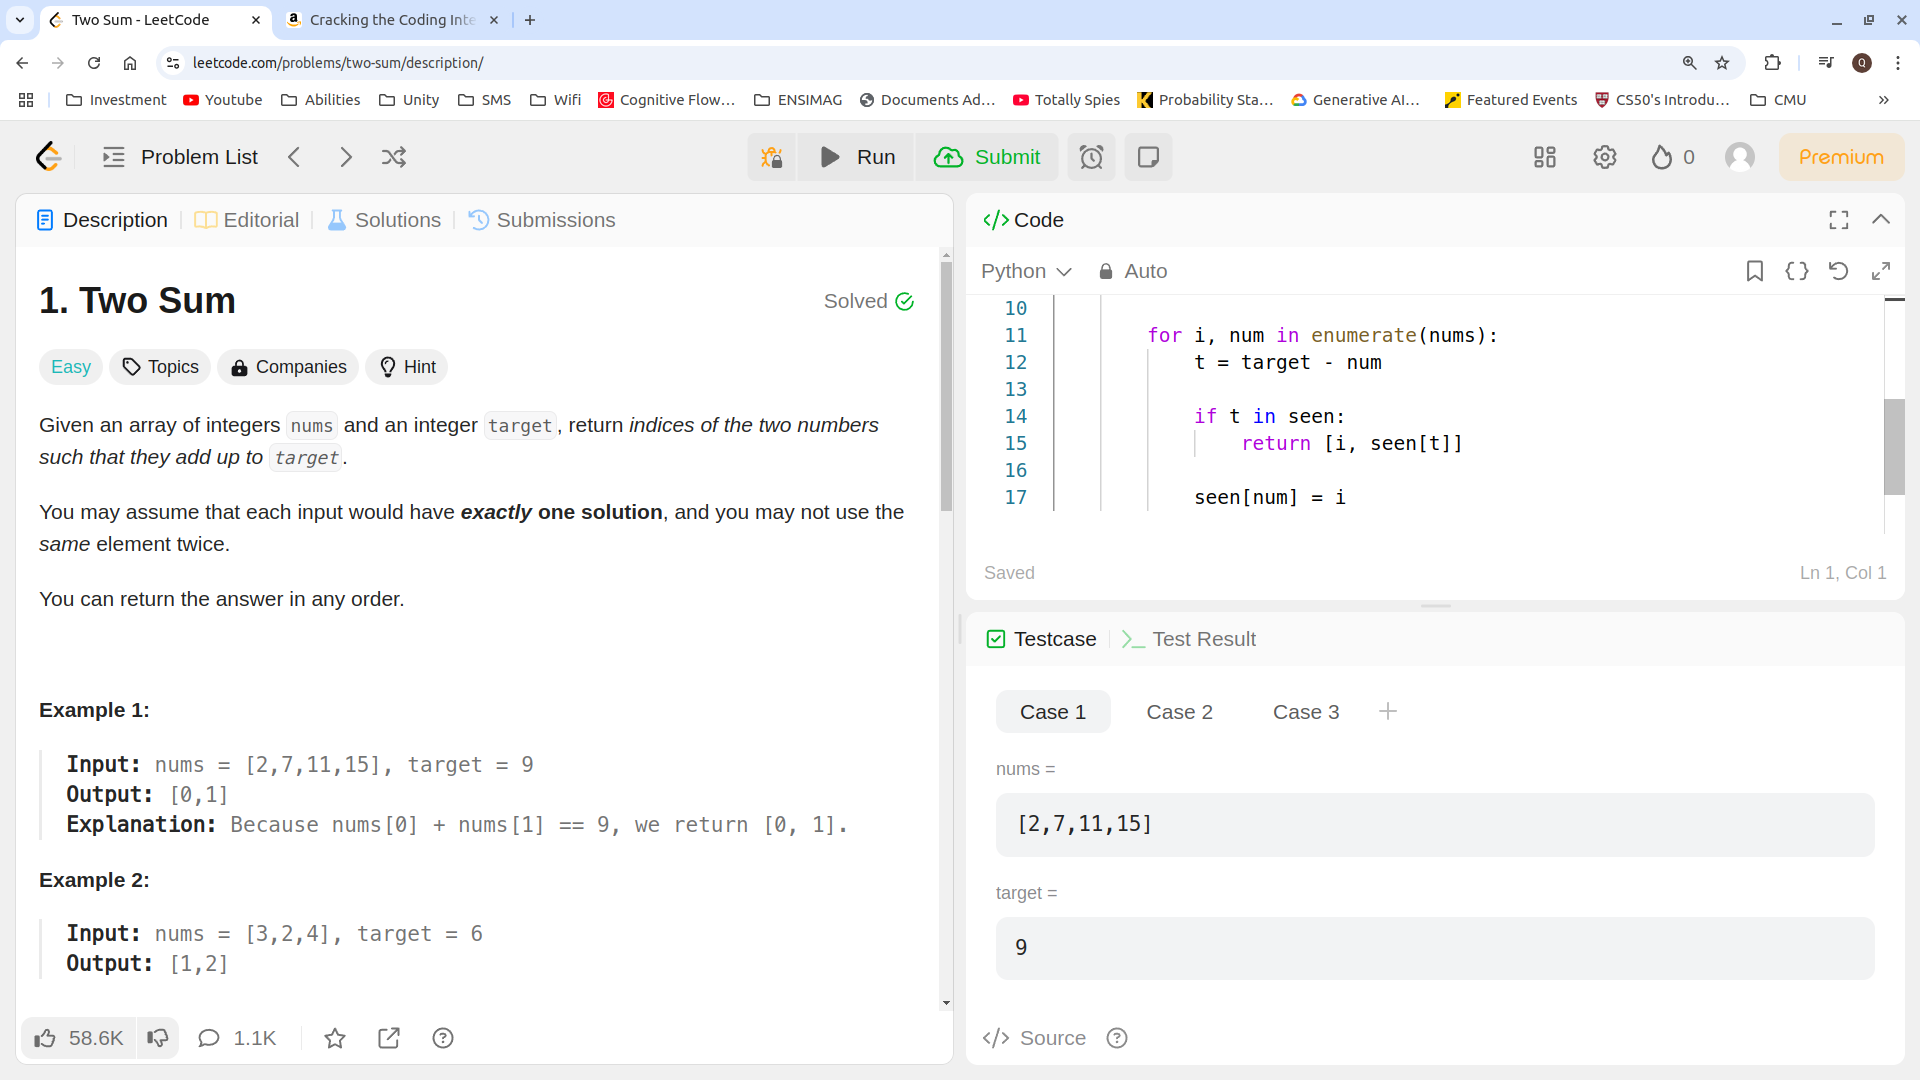 Two Sum - LeetCode
Cracking the Coding Inte
leetcode.com/problems/two-sum/description/
Q
Investment
Youtube
Abilities
Unity
SMS
Wifi
Cognitive Flow...
ENSIMAG
Documents Ad...
Totally Spies
Probability Sta...
Generative AI...
Featured Events
CS50's Introdu...
CMU
Problem List
Run
Submit
0
Premium
Description
Editorial
Solutions
Submissions
1. Two Sum
Solved
Easy
Topics
Companies
Hint
Given an array of integers nums and an integer target, return indices of the two numbers
such that they add up to target.
You may assume that each input would have exactly one solution, and you may not use the
same element twice.
You can return the answer in any order.
Example 1:
Input: nums = [2,7,11,15], target = 9
Output: [0,1]
Explanation: Because nums[0] + nums[1] == 9, we return [0, 1].
Example 2:
Input: nums = [3,2,4], target = 6
Output: [1,2]
58.6K
1.1K
Code
Python
Auto
10
11 for i, num in enumerate(nums):
12 t = target - num
13
14 if t in seen:
15 return [i, seen[t]]
16
17 seen[num] = i
Saved
Ln 1, Col 1
Testcase
Test Result
Case 1
Case 2
Case 3
nums =
[2,7,11,15]
target =
9
Source